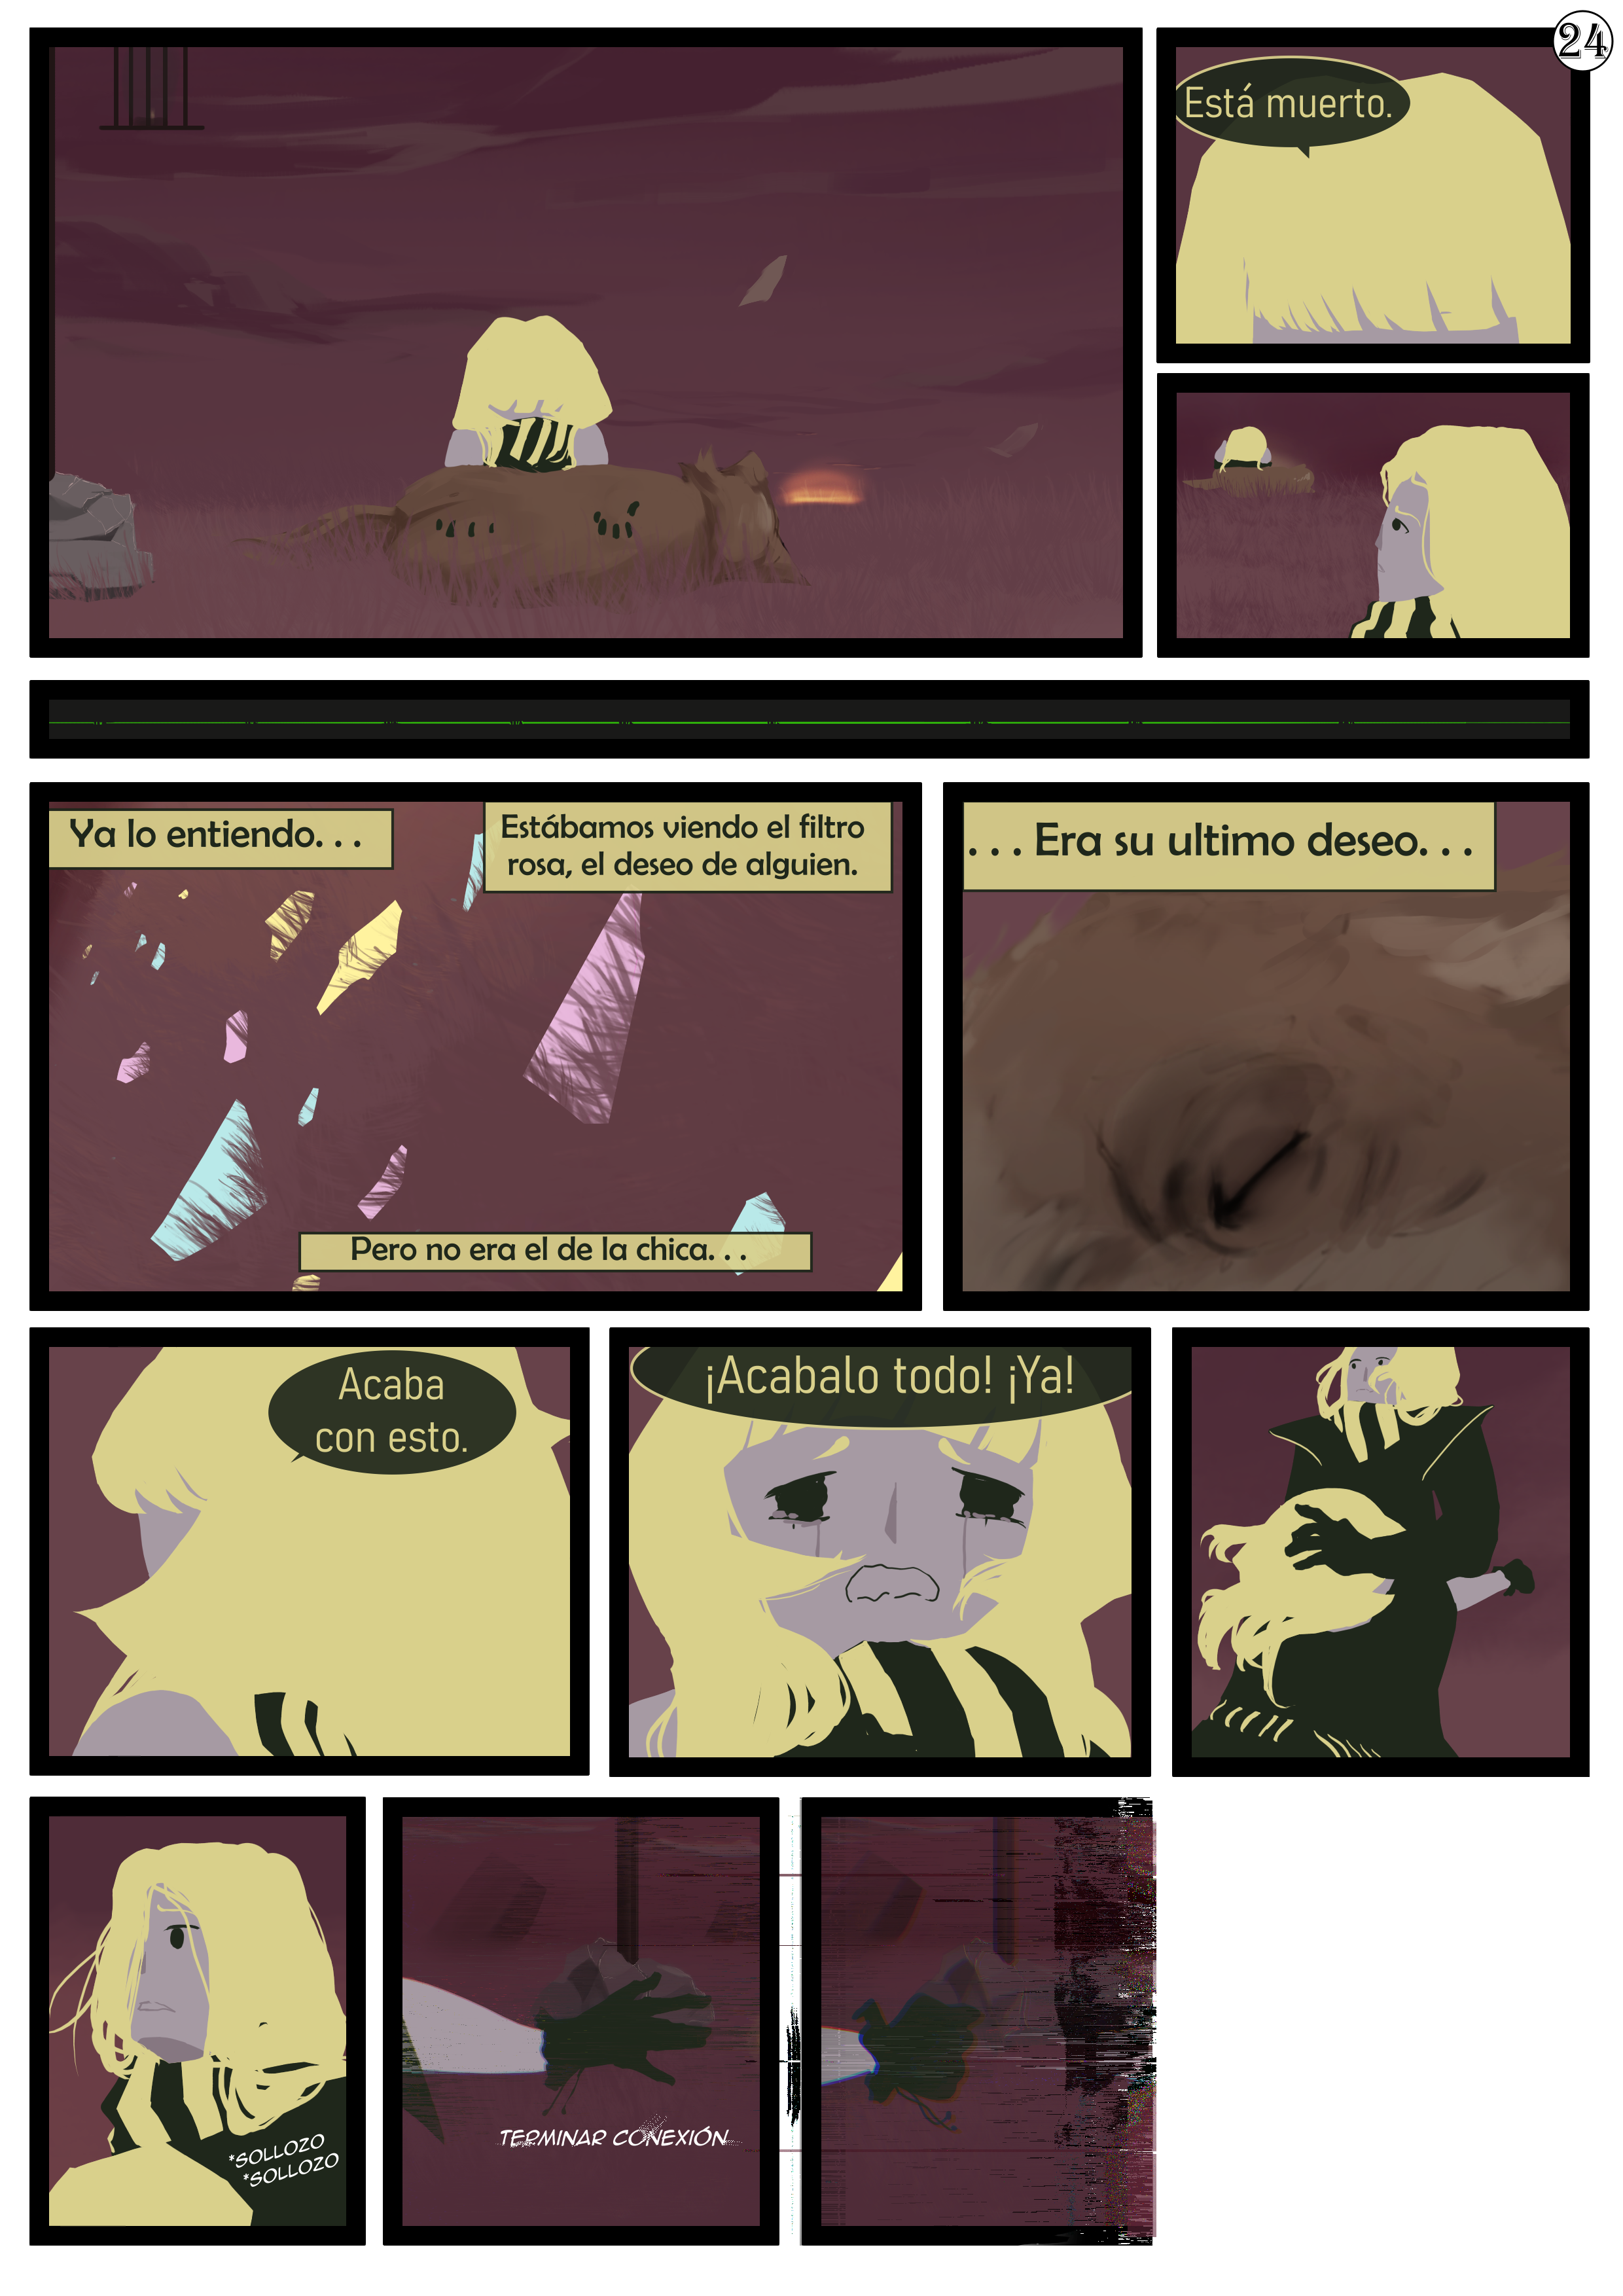 24
Está muerto.
Ya lo entiendo. . .
Estábamos viendo el filtro
rosa, el deseo de alguien.
Pero no era el de la chica. . .
. . . Era su ultimo deseo. . .
Acaba
con esto.
¡Acabalo todo! ¡Ya!
*SOLLOZO
*SOLLOZO
TERMINAR CONEXIÓN